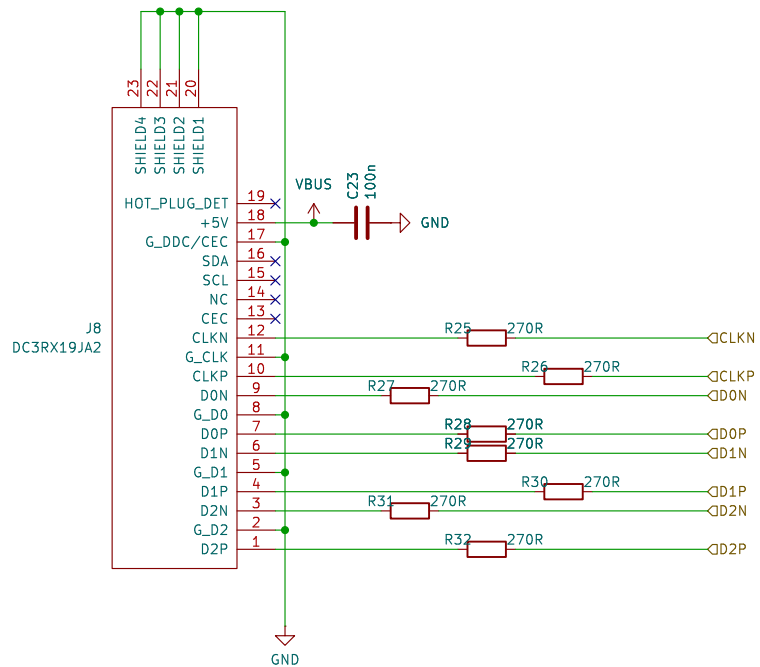 23
22
21
20
SHIELD4
SHIELD3
SHIELD2
SHIELD1
VBUS
C23
100n
GND
HOT_PLUG_DET 19
+5V 18
G_DDC/CEC 17
SDA 16
SCL 15
NC 14
CEC 13
J8
DC3RX19JA2
CLKN 12 R25 270R CLKN
G_CLK 11
CLKP 10 R26 270R CLKP
D0N 9 R27 270R D0N
G_D0 8
D0P 7 R28 270R D0P
D1N 6 R29 270R D1N
G_D1 5
D1P 4 R30 270R D1P
D2N 3 R31 270R D2N
G_D2 2
D2P 1 R32 270R D2P
GND